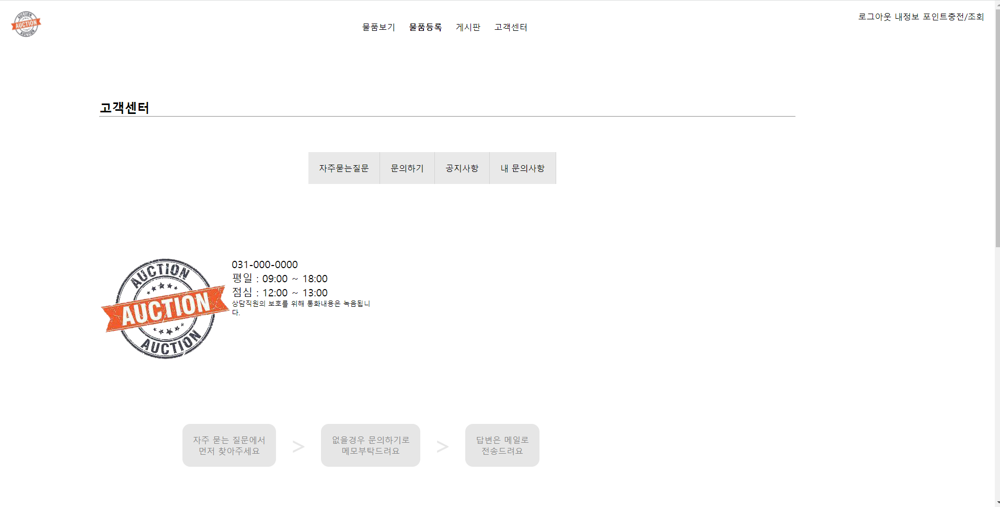 AUCTION
AUCTION
AUCTION
물품보기 물품등록 게시판 고객센터
로그아웃 내정보 포인트충전/조회
고객센터
자주묻는질문 문의하기 공지사항 내 문의사항
AUCTION
AUCTION
AUCTION
031-000-0000
평일 : 09:00 ~ 18:00
점심 : 12:00 ~ 13:00
상담직원의 보호를 위해 통화내용은 녹음됩니
다.
자주 묻는 질문에서
먼저 찾아주세요
>
없을경우 문의하기로
메모부탁드려요
>
답변은 메일로
전송드려요